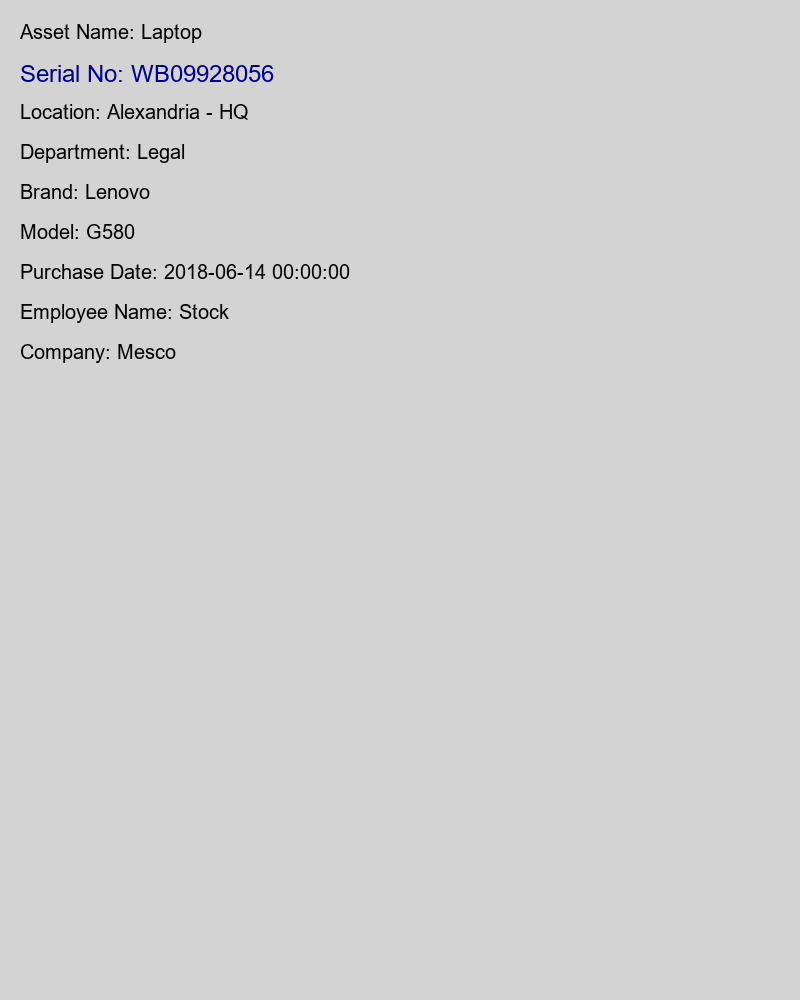 Asset Name: Laptop
Serial No: WB09928056
Location: Alexandria - HQ
Department: Legal
Brand: Lenovo
Model: G580
Purchase Date: 2018-06-14 00:00:00
Employee Name: Stock
Company: Mesco